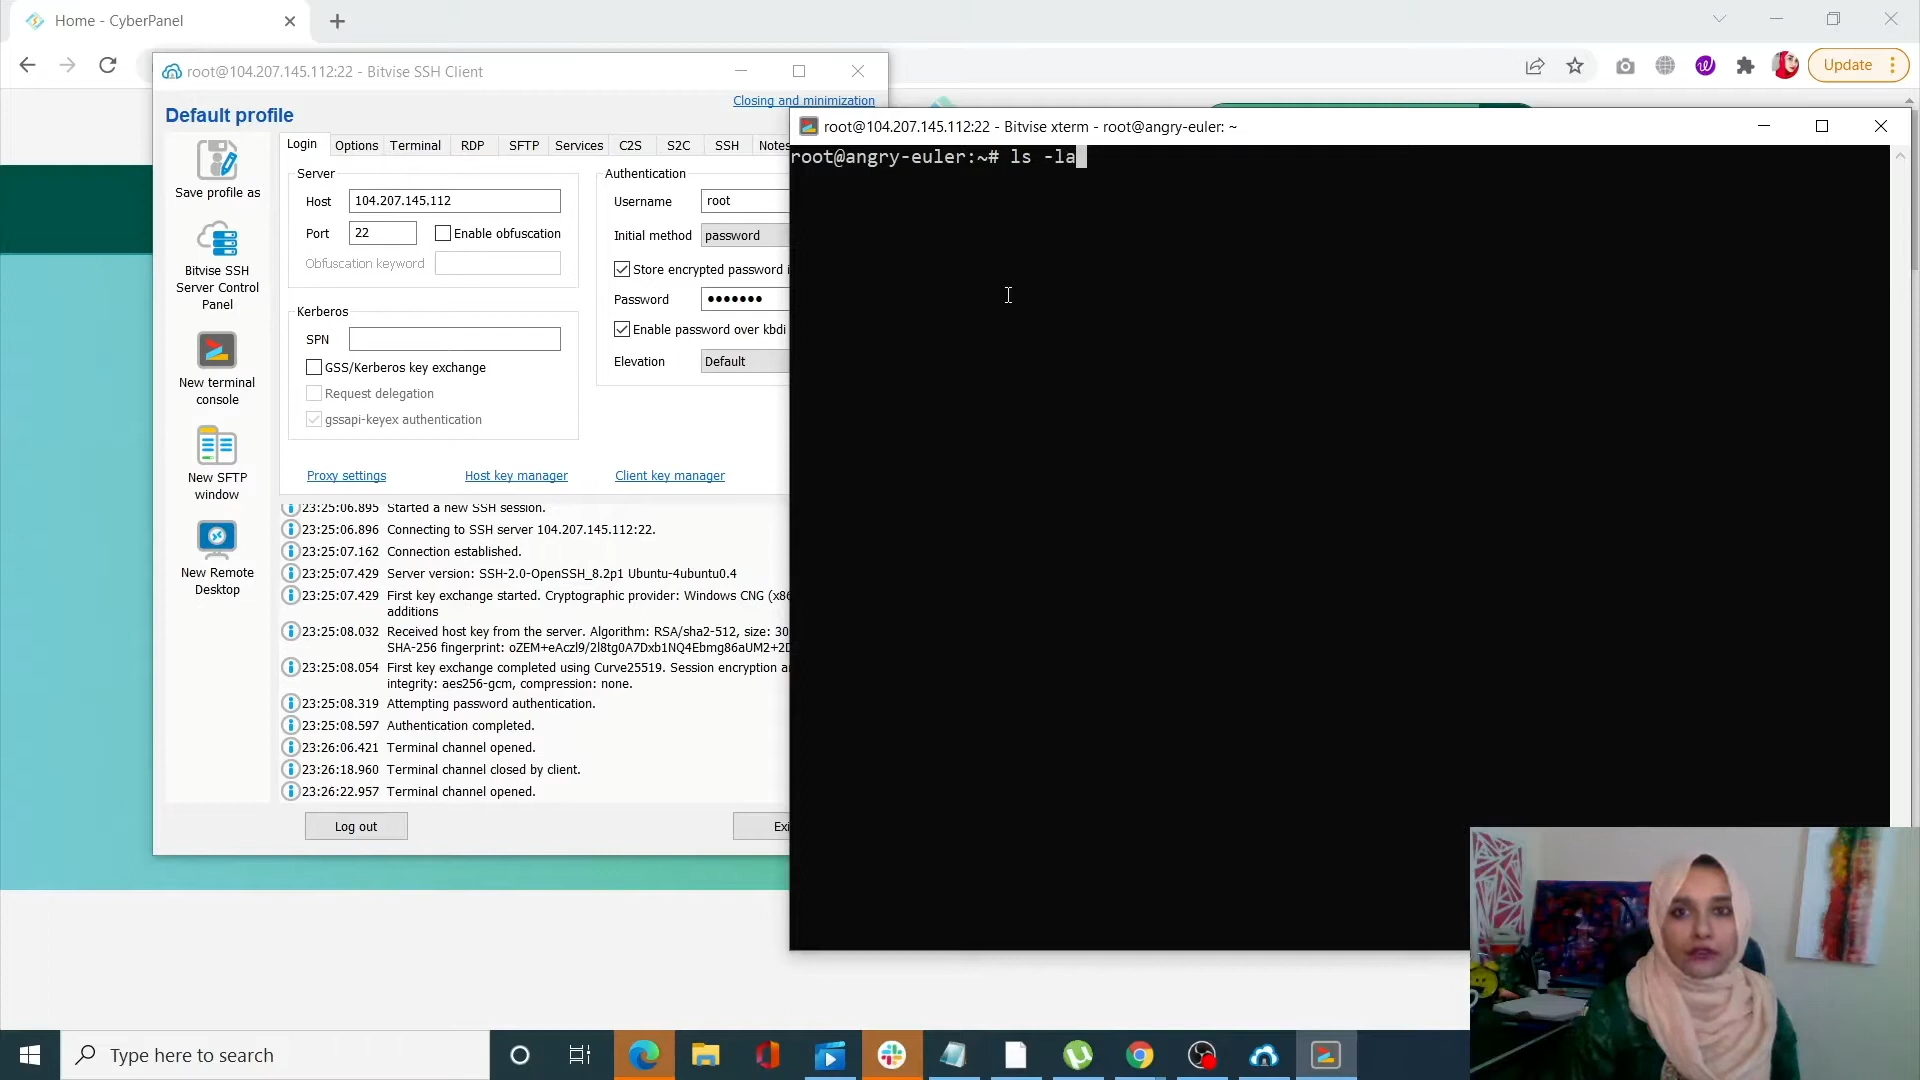 Home - CyberPanel
Update
root@104.207.145.112:22 - Bitvise SSH Client
Closing and minimization
Default profile
Save profile as
Bitvise SSH
Server Control
Panel
New terminal
console
New SFTP
window
New Remote
Desktop
Login Options Terminal RDP SFTP Services C2S S2C SSH Notes
Server
Host 104.207.145.112
Port 22 Enable obfuscation
Obfuscation keyword
Kerberos
SPN
GSS/Kerberos key exchange
Request delegation
gssapi-keyex authentication
Authentication
Username root
Initial method password
Store encrypted password
Password
Enable password over kbdi
Elevation Default
Proxy settings Host key manager Client key manager
23:25:06.895 Started a new SSH session.
23:25:06.896 Connecting to SSH server 104.207.145.112:22.
23:25:07.162 Connection established.
23:25:07.429 Server version: SSH-2.0-OpenSSH_8.2p1 Ubuntu-4ubuntu0.4
23:25:07.429 First key exchange started. Cryptographic provider: Windows CNG (x86
additions
23:25:08.032 Received host key from the server. Algorithm: RSA/sha2-512, size: 30
SHA-256 fingerprint:
23:25:08.054 First key exchange completed using Curve25519. Session encryption
integrity: aes256-gcm, compression: none.
23:25:08.319 Attempting password authentication.
23:25:08.597 Authentication completed.
23:26:06.421 Terminal channel opened.
23:26:18.960 Terminal channel closed by client.
23:26:22.957 Terminal channel opened.
Log out
Exi
root@104.207.145.112:22 - Bitvise xterm - root@angry-euler: ~
root@angry-euler:~# ls -la
Type here to search